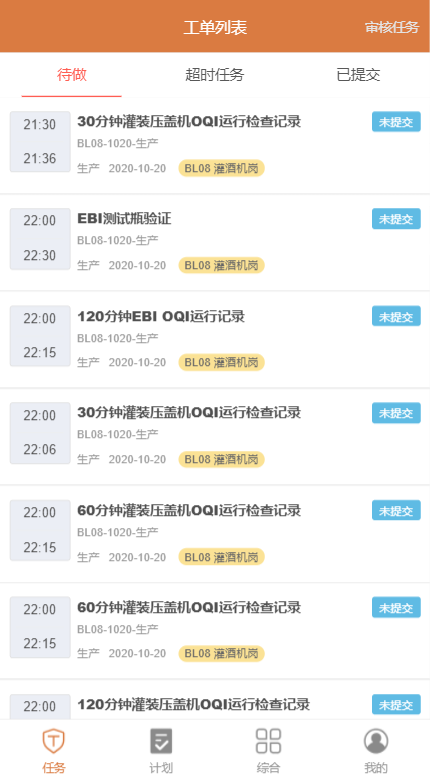 工单列表
审核任务
待做
超时任务
已提交
21:30
21:36
30分钟灌装压盖机OQI运行检查记录
未提交
BL08-1020-生产
生产 2020-10-20 BL08 灌酒机岗
22:00
22:30
EBI测试瓶验证
未提交
BL08-1020-生产
生产 2020-10-20 BL08 灌酒机岗
22:00
22:15
120分钟EBI OQI运行记录
未提交
BL08-1020-生产
生产 2020-10-20 BL08 灌酒机岗
22:00
22:06
30分钟灌装压盖机OQI运行检查记录
未提交
BL08-1020-生产
生产 2020-10-20 BL08 灌酒机岗
22:00
22:15
60分钟灌装压盖机OQI运行检查记录
未提交
BL08-1020-生产
生产 2020-10-20 BL08 灌酒机岗
22:00
22:15
60分钟灌装压盖机OQI运行检查记录
未提交
BL08-1020-生产
生产 2020-10-20 BL08 灌酒机岗
22:00
120分钟灌装压盖机OQI运行检查记录
未提交
任务
计划
综合
我的